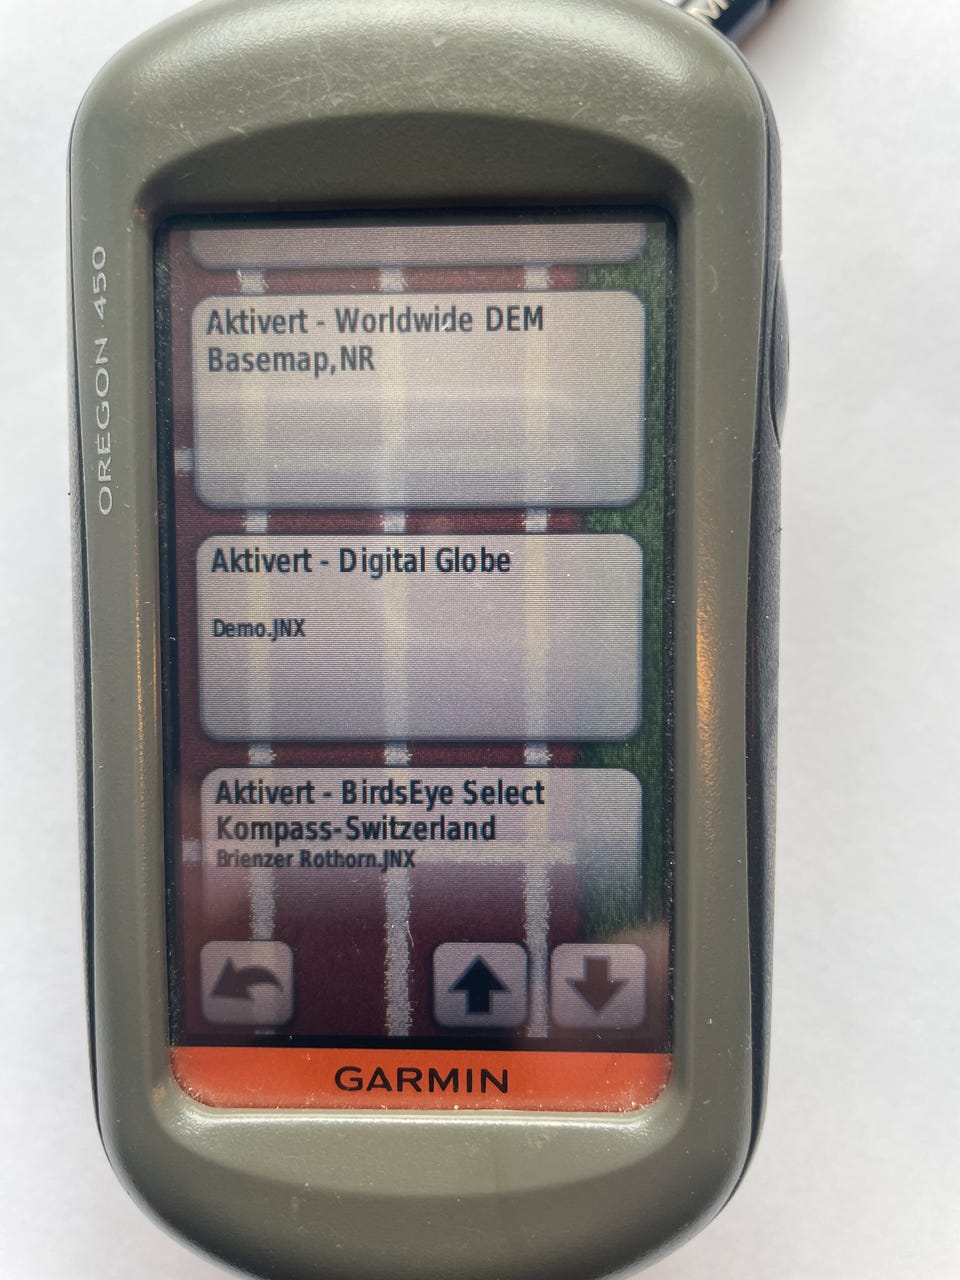 M
OREGON 450
Aktivert - Worldwide DEM
Basemap,NR
Aktivert - Digital Globe
Demo.JNX
Aktivert - BirdsEye Select
Kompass-Switzerland
Brienzer Rothorn.JNX
GARMIN